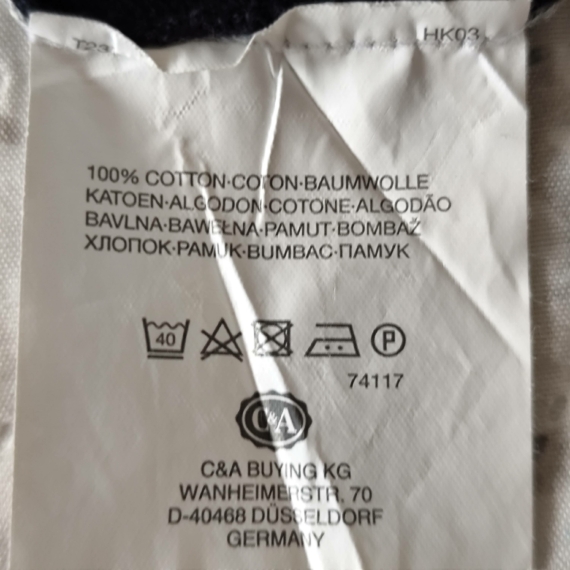 T23
HK03
100% COTTON·COTON·BAUMWOLLE
KATOEN·ALGODON·COTONE·ALGODÃO
BAVLNA·BAWEŁNA·PAMUT·BOMBAŽ
ХЛОПОК·PAMUK·BUMBAC·ПАМУК
40 P
74117
C&A
C&A BUYING KG
WANHEIMERSTR. 70
D-40468 DÜSSELDORF
GERMANY